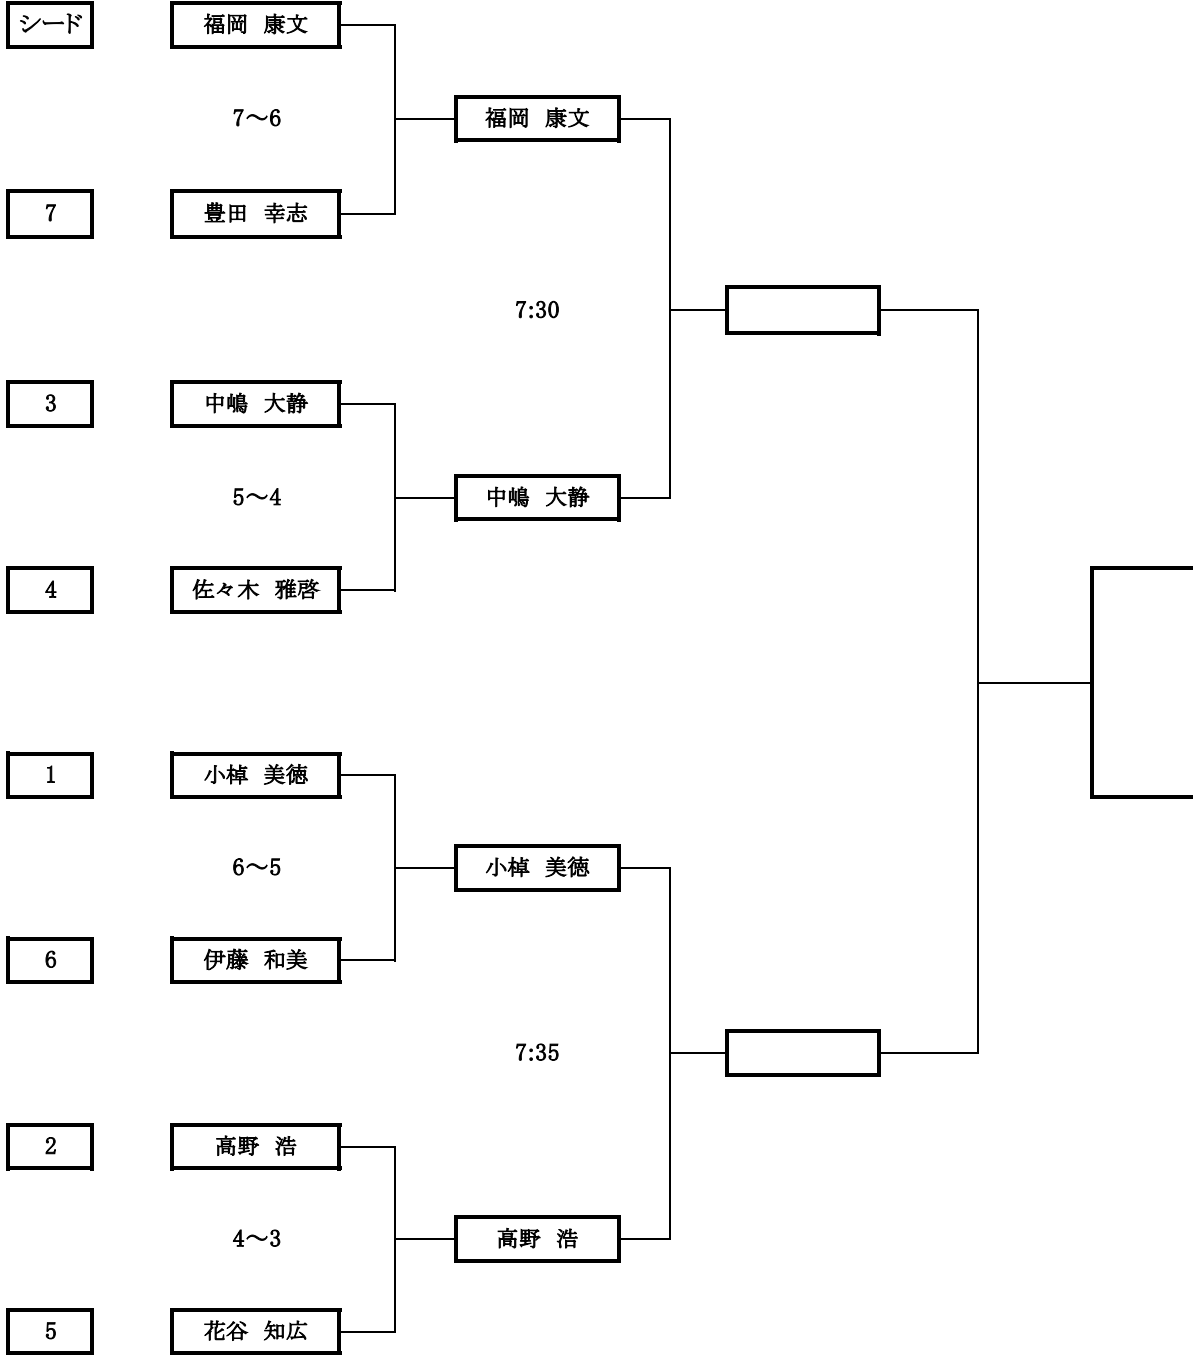 シード 福岡 康文
7～6 福岡 康文
7 豊田 幸志
7:30
3 中嶋 大静
5～4 中嶋 大静
4 佐々木 雅啓
1 小棹 美徳
6～5 小棹 美徳
6 伊藤 和美
7:35
2 高野 浩
4～3 高野 浩
5 花谷 知広